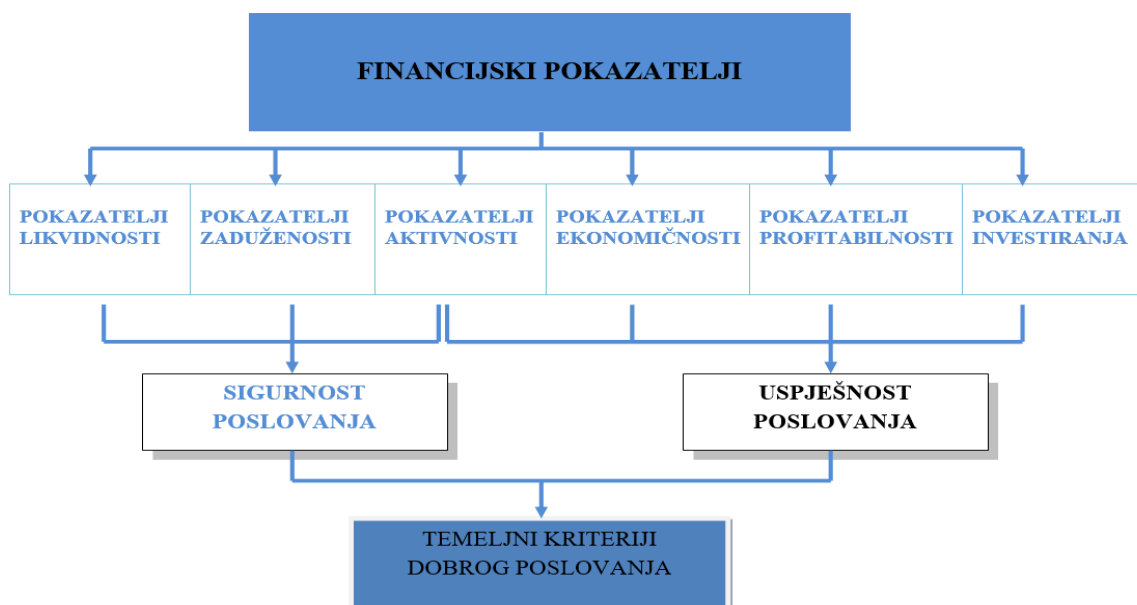 FINANCIJSKI POKAZATELJI
POKAZATELJI
LIKVIDNOSTI
POKAZATELJI
ZADUŽENOSTI
POKAZATELJI
AKTIVNOSTI
POKAZATELJI
EKONOMIČNOSTI
POKAZATELJI
PROFITABILNOSTI
POKAZATELJI
INVESTIRANJA
SIGURNOST
POSLOVANJA
USPJEŠNOST
POSLOVANJA
TEMELJNI KRITERIJI
DOBROG POSLOVANJA